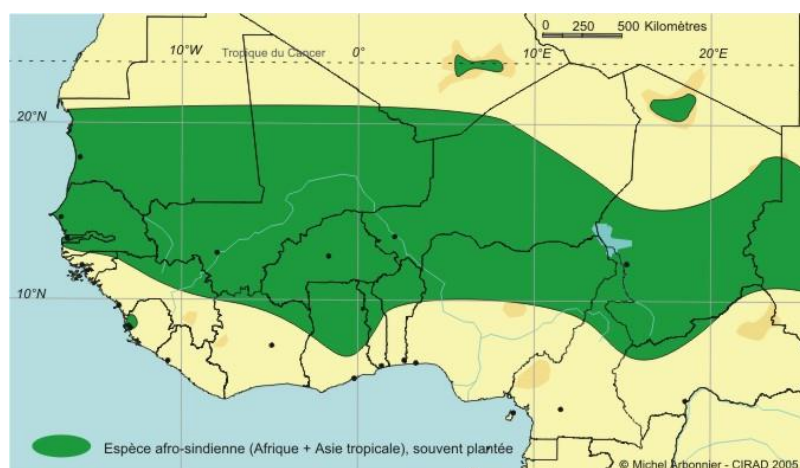 0 250 500 Kilomètres
10°W Tropique du Cancer 0° 10°E 20°E
20°N
10°N
Espèce afro-sindienne (Afrique + Asie tropicale), souvent plantée
© Michel Arbonnier - CIRAD 2005